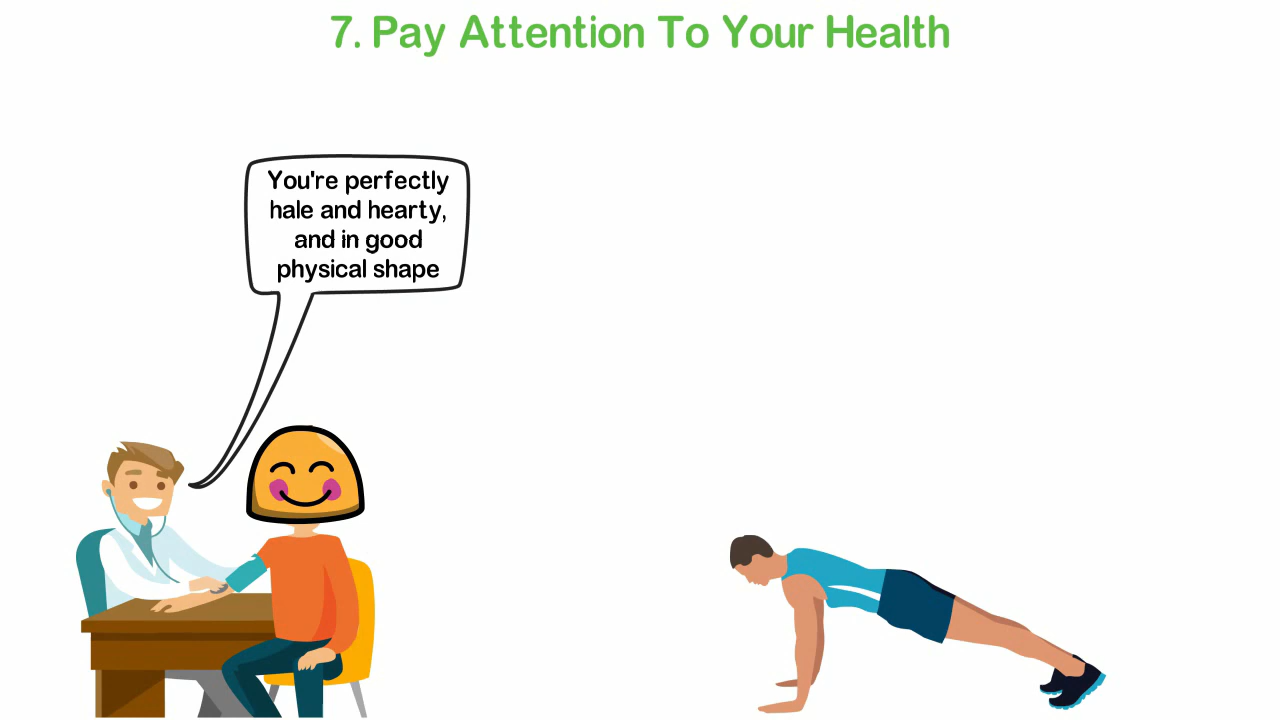 7. Pay Attention To Your Health
You're perfectly
hale and hearty,
and in good
physical shape